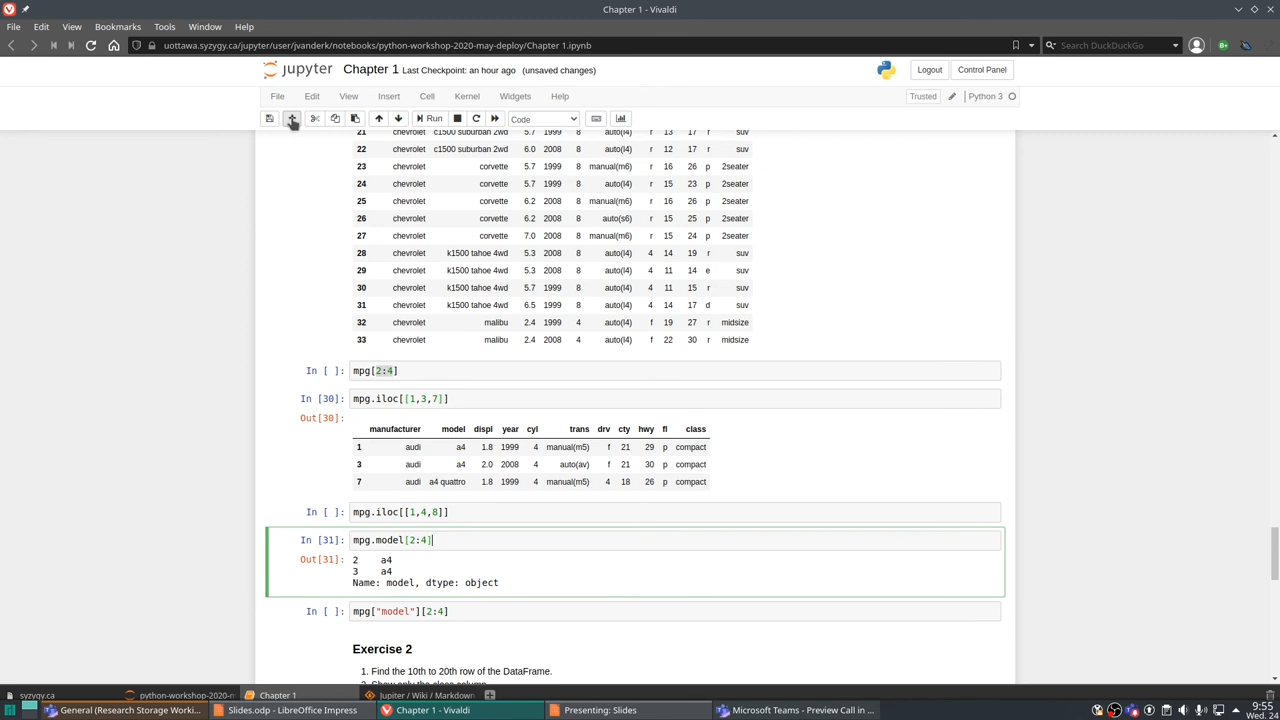 Chapter 1 - Vivaldi
File Edit View Bookmarks Tools Window Help
uottawa.syzygy.ca/jupyter/user/jvanderk/notebooks/python-workshop-2020-may-deploy/Chapter 1.ipynb
Search DuckDuckGo
jupyter Chapter 1 Last Checkpoint: an hour ago (unsaved changes) Logout Control Panel
File Edit View Insert Cell Kernel Widgets Help Trusted Python 3
Run Code
21 chevrolet c1500 suburban 2wd 5.7 1999 8 auto(l4) r 13 17 r suv
22 chevrolet c1500 suburban 2wd 6.0 2008 8 auto(l4) r 12 17 r suv
23 chevrolet corvette 5.7 1999 8 manual(m6) r 16 26 p 2seater
24 chevrolet corvette 5.7 1999 8 auto(l4) r 15 23 p 2seater
25 chevrolet corvette 6.2 2008 8 manual(m6) r 16 26 p 2seater
26 chevrolet corvette 6.2 2008 8 auto(s6) r 15 25 p 2seater
27 chevrolet corvette 7.0 2008 8 manual(m6) r 15 24 p 2seater
28 chevrolet k1500 tahoe 4wd 5.3 2008 8 auto(l4) 4 14 19 r suv
29 chevrolet k1500 tahoe 4wd 5.3 2008 8 auto(l4) 4 11 14 e suv
30 chevrolet k1500 tahoe 4wd 5.7 1999 8 auto(l4) 4 11 15 r suv
31 chevrolet k1500 tahoe 4wd 6.5 1999 8 auto(l4) 4 14 17 d suv
32 chevrolet malibu 2.4 1999 4 auto(l4) f 19 27 r midsize
33 chevrolet malibu 2.4 2008 4 auto(l4) f 22 30 r midsize
In [ ]: mpg[2:4]
In [30]: mpg.iloc[[1,3,7]]
Out[30]:
manufacturer model displ year cyl trans drv cty hwy fl class
1 audi a4 1.8 1999 4 manual(m5) f 21 29 p compact
3 audi a4 2.0 2008 4 auto(av) f 21 30 p compact
7 audi a4 quattro 1.8 1999 4 manual(m5) 4 18 26 p compact
In [ ]: mpg.iloc[[1,4,8]]
In [31]: mpg.model[2:4]
Out[31]: 2 a4
3 a4
Name: model, dtype: object
In [ ]: mpg["model"][2:4]
Exercise 2
1. Find the 10th to 20th row of the DataFrame.
2. Show only the class column.
syzygy.ca python-workshop-2020-m Chapter 1 Jupiter / Wiki / Markdown
General (Research Storage Worki... Slides.odp - LibreOffice Impress Chapter 1 - Vivaldi Presenting: Slides Microsoft Teams - Preview Call in ... 9:55
Wed. 24